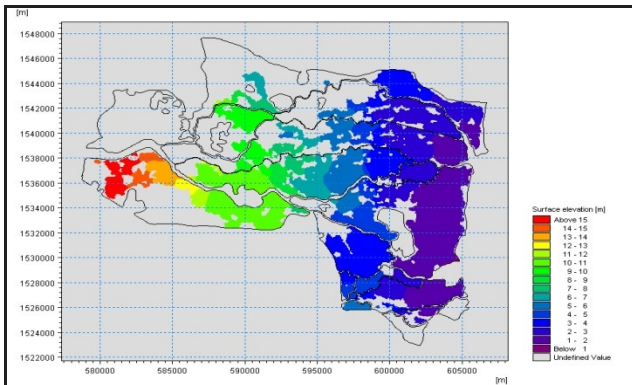 [m]
1548000
1546000
1544000
1542000
1540000
1538000
1536000
1534000
1532000
1530000
1528000
1526000
1524000
1522000
580000 585000 590000 595000 600000 605000
[m]
Surface elevation [m]
Above 15
14 - 15
13 - 14
12 - 13
11 - 12
10 - 11
9 - 10
8 - 9
7 - 8
6 - 7
5 - 6
4 - 5
3 - 4
2 - 3
1 - 2
Below 1
Undefined Value